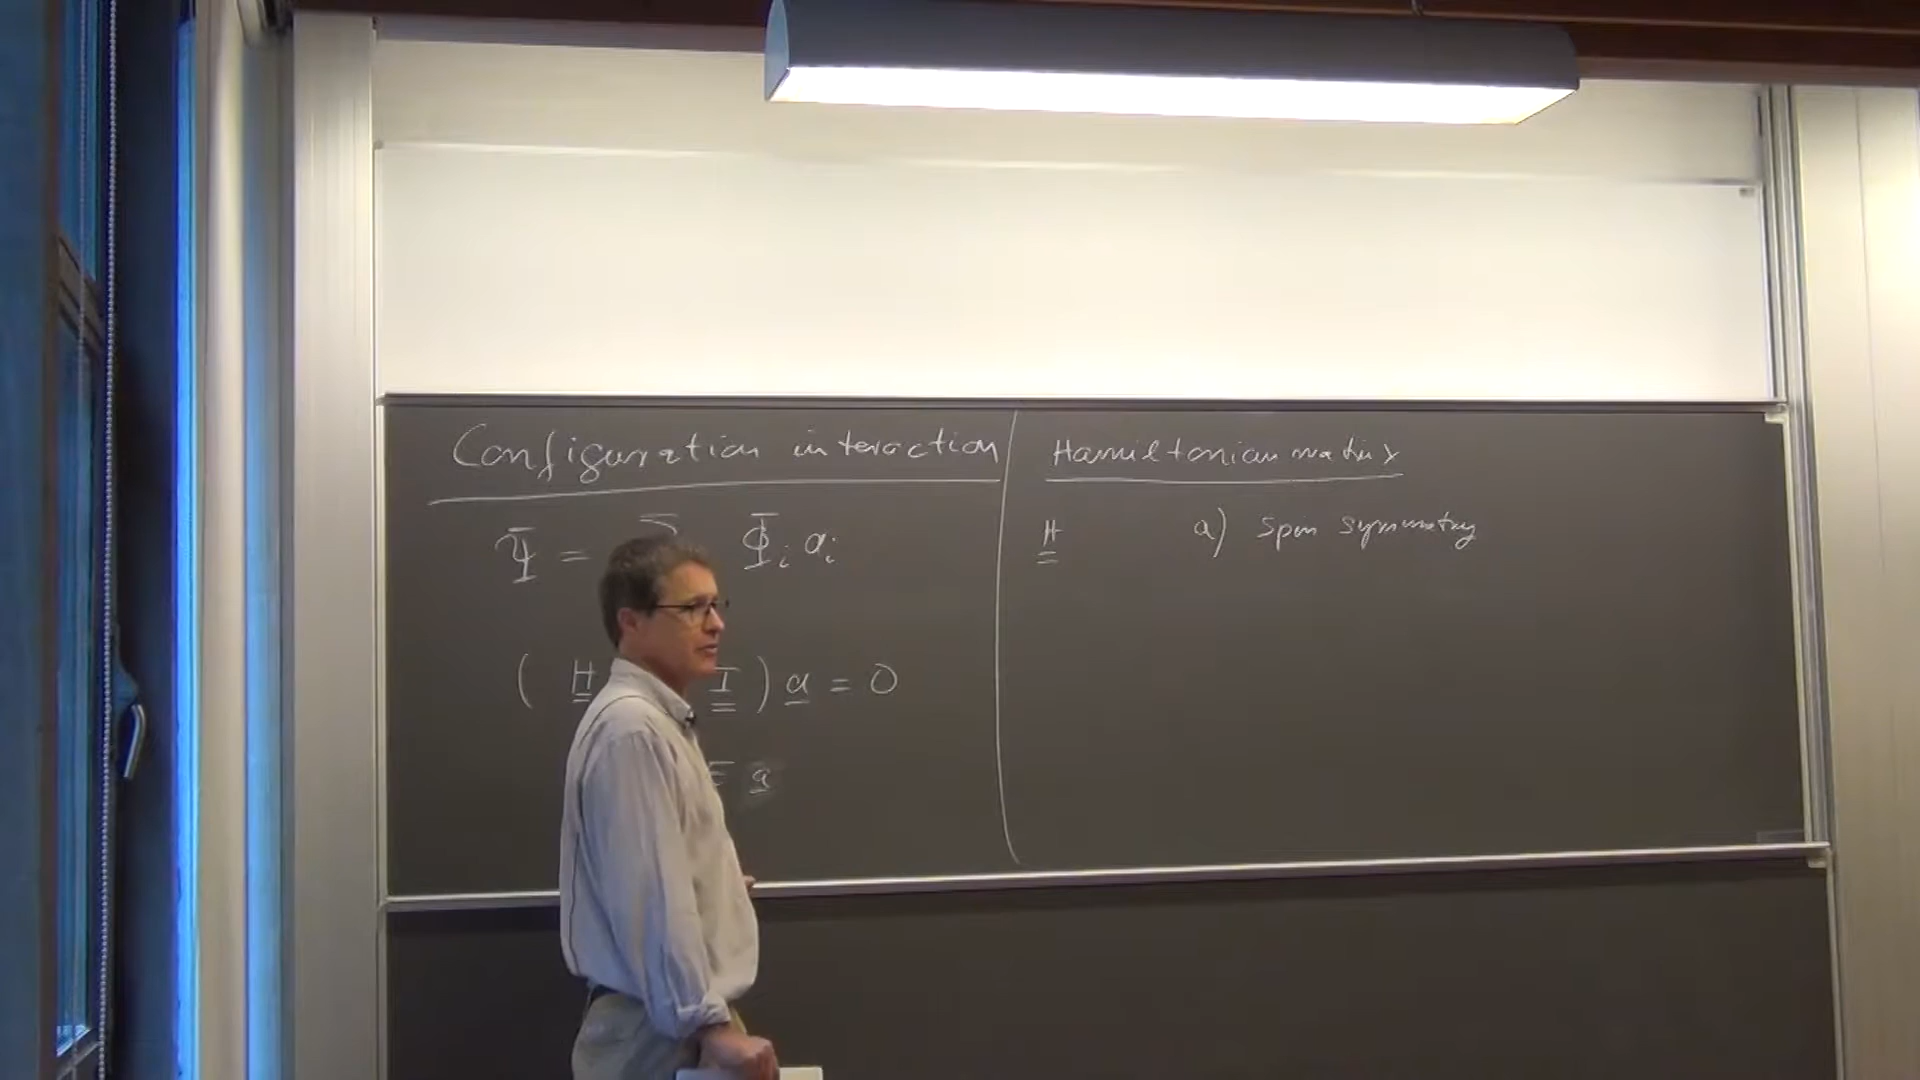 Configuration interaction
Ψ = Σ Φᵢ aᵢ
( H I ) a = 0
E a
Hamiltonian matrix
H a) Spin symmetry